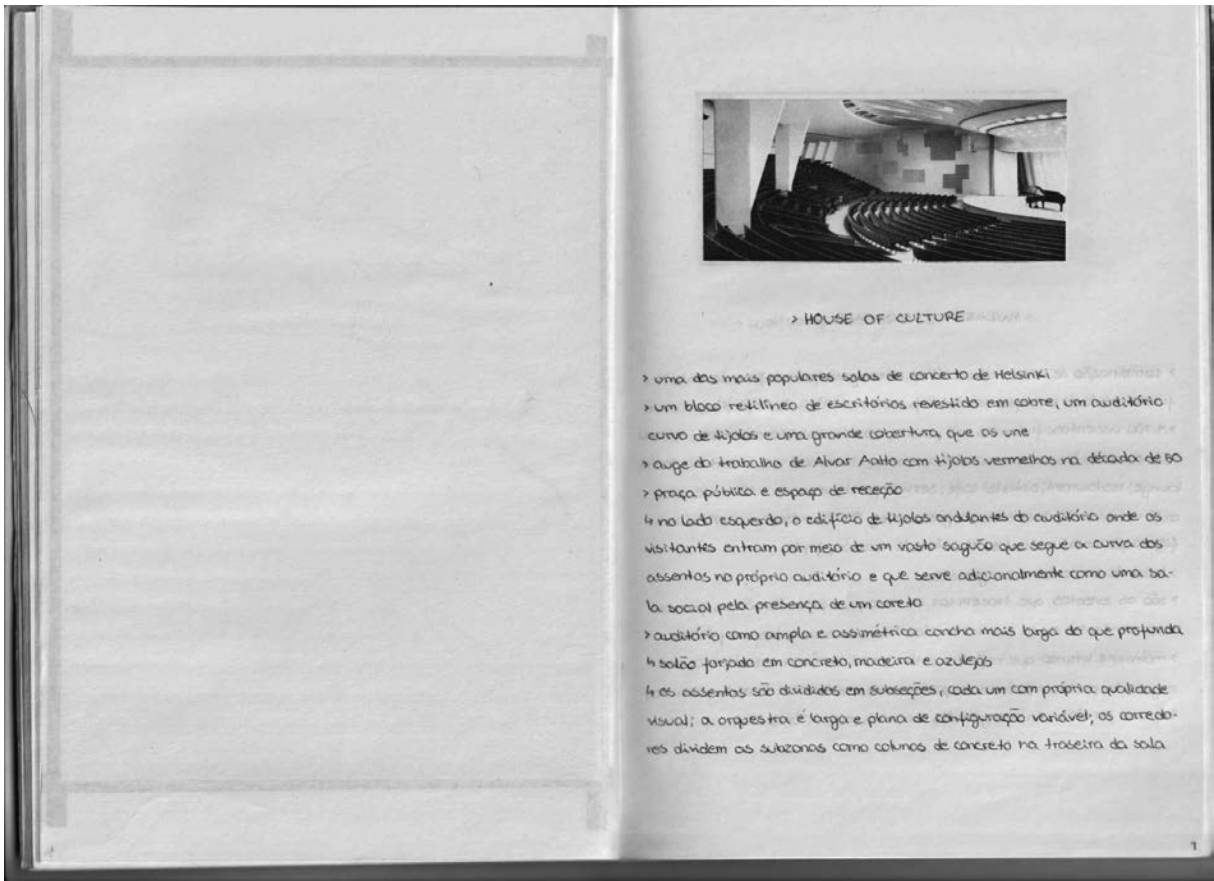 > HOUSE OF CULTURE
> uma das mais populares salas de concerto de Helsinki
> um bloco retilíneo de escritórios revestido em cobre, um auditório
curvo de tijolos e uma grande cobertura, que os une
> auge do trabalho de Alvar Aalto com tijolos vermelhos na década de 50
> praça pública e espaço de receção
↳ no lado esquerdo, o edifício de tijolos ondulantes do auditório onde os
visitantes entram por meio de um vasto saguão que segue a curva dos
assentos no próprio auditório e que serve adicionalmente como uma sa-
la social pela presença de um coreto
> auditório como ampla e assimétrica concha mais larga do que profunda
↳ salão forjado em concreto, madeira e azulejos
↳ os assentos são divididos em subseções, cada um com própria qualidade
visual; a orquestra é larga e plana de configuração variável; os corredo-
res dividem as subzonas como colunas de concreto na traseira da sala